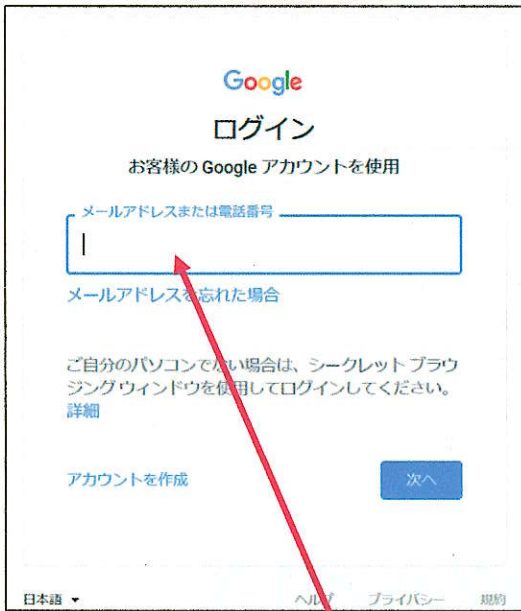 Google
ログイン
お客様の Google アカウントを使用
メールアドレスまたは電話番号
メールアドレスを忘れた場合
ご自分のパソコンでない場合は、シークレット ブラウ
ジング ウィンドウを使用してログインしてください。
詳細
アカウントを作成
次へ
日本語
ヘルプ プライバシー 規約